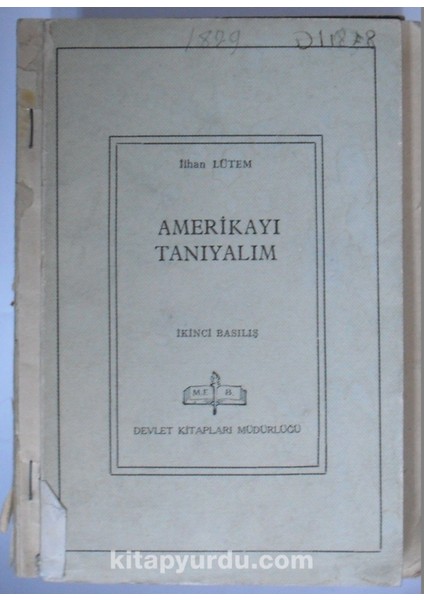 1829
İlhan LÜTEM
AMERİKAYI
TANIYALIM
İKİNCİ BASILIŞ
M.E. B.
DEVLET KİTAPLARI MÜDÜRLÜĞÜ
kitapyurdu.com